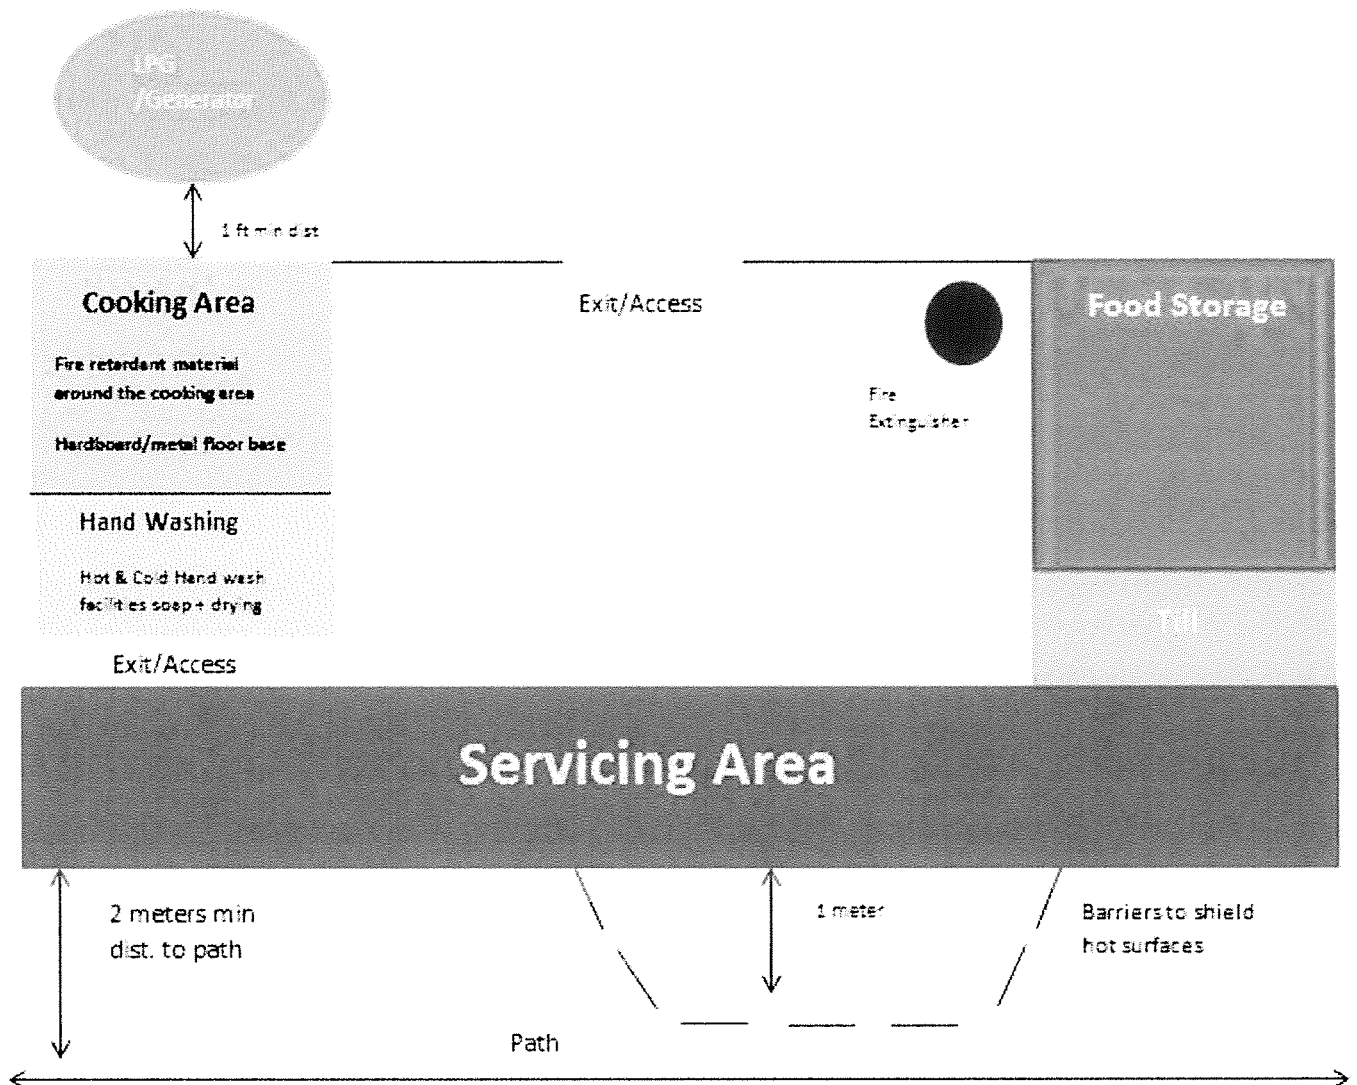 LPG
/Generator
1 ft min dist
Cooking Area
Fire retardant material
around the cooking area
Hardboard/metal floor base
Exit/Access
Fire
Extinguisher
Food Storage
Hand Washing
Hot & Cold Hand wash
facilities soap + drying
Till
Exit/Access
Servicing Area
2 meters min
dist. to path
1 meter
Barriers to shield
hot surfaces
Path